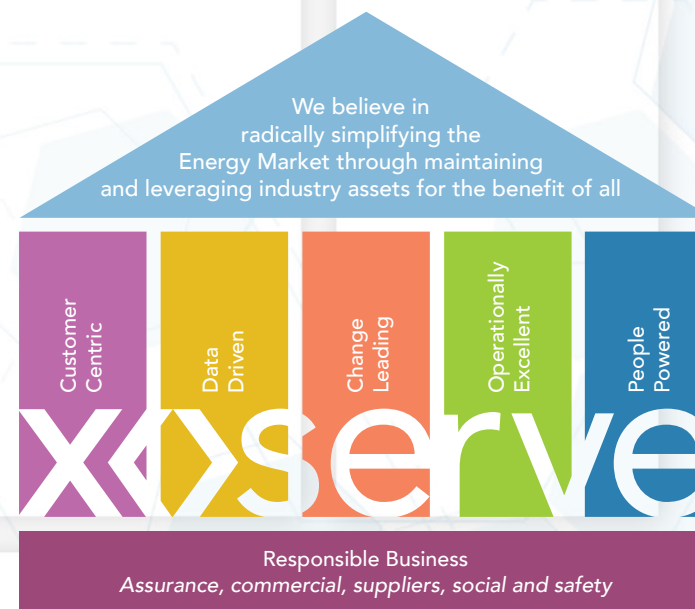 We believe in
radically simplifying the
Energy Market through maintaining
and leveraging industry assets for the benefit of all
Customer
Centric
Data
Driven
Change
Leading
Operationally
Excellent
People
Powered
xoserve
Responsible Business
Assurance, commercial, suppliers, social and safety